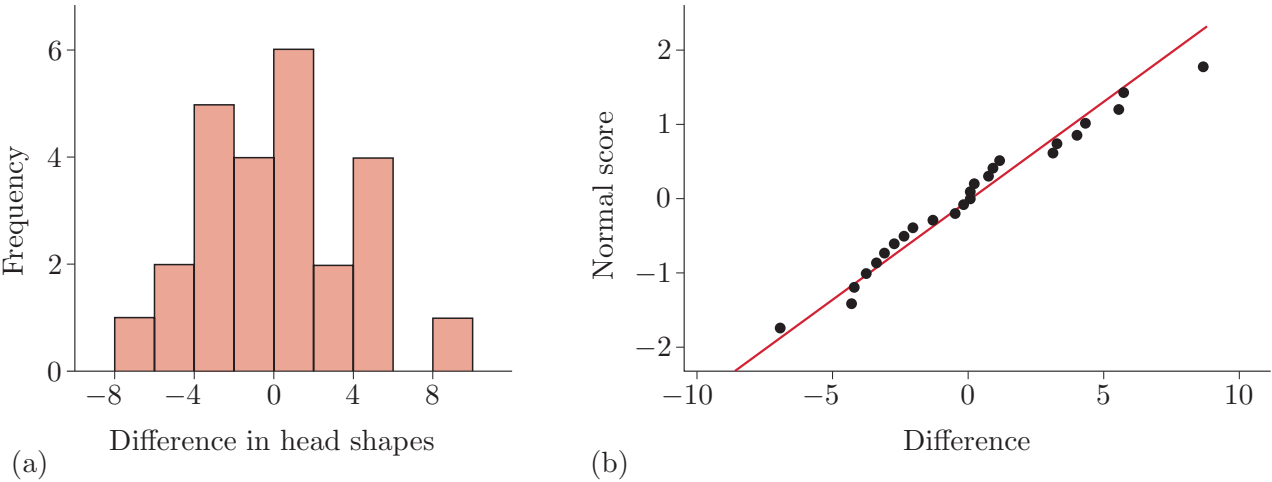 6
4
2
0
−8 −4 0 4 8
Frequency
Difference in head shapes
(a)
2
1
0
−1
−2
−10 −5 0 5 10
Normal score
Difference
(b)